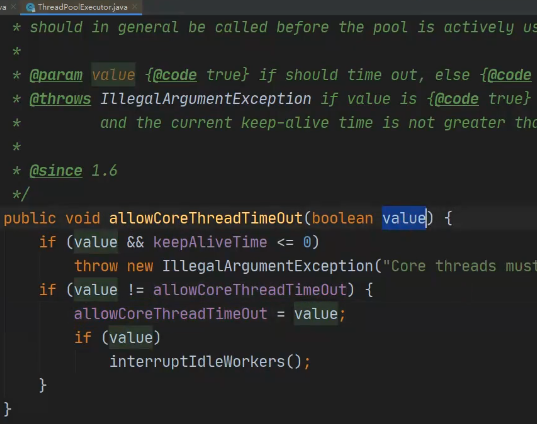 va
ThreadPoolExecutor.java
* should in general be called before the pool is actively us
*
* @param value {@code true} if should time out, else {@code
* @throws IllegalArgumentException if value is {@code true}
* and the current keep-alive time is not greater tha
*
* @since 1.6
*/
public void allowCoreThreadTimeOut(boolean value) {
if (value && keepAliveTime <= 0)
throw new IllegalArgumentException("Core threads must
if (value != allowCoreThreadTimeOut) {
allowCoreThreadTimeOut = value;
if (value)
interruptIdleWorkers();
}
}